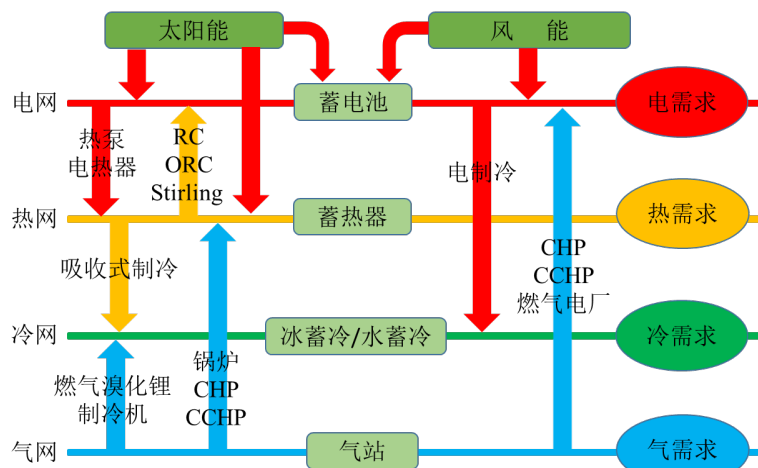 太阳能
风 能
电网
蓄电池
电需求
热泵
电热器
RC
ORC
Stirling
电制冷
热网
蓄热器
热需求
吸收式制冷
CHP
CCHP
燃气电厂
冷网
冰蓄冷/水蓄冷
冷需求
燃气溴化锂
制冷机
锅炉
CHP
CCHP
气网
气站
气需求